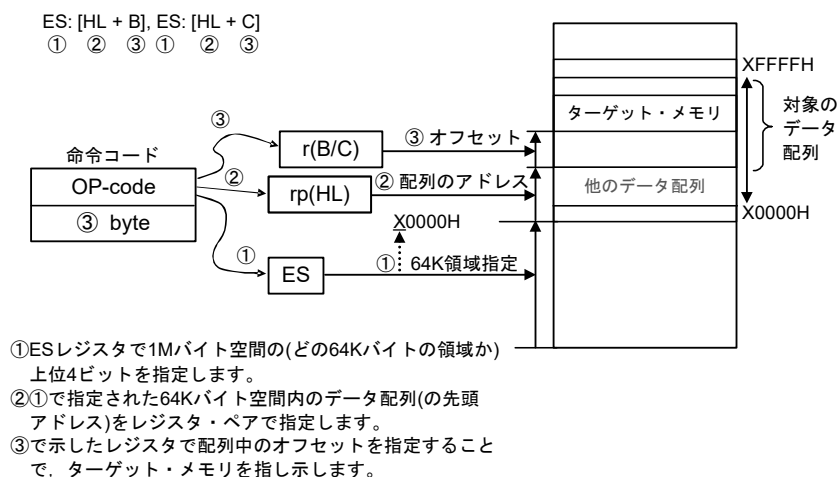 ES: [HL + B], ES: [HL + C]
① ② ③ ① ② ③
XFFFFH
対象の
データ
配列
ターゲット・メモリ
③
r(B/C)
③ オフセット
命令コード
OP-code
②
rp(HL)
② 配列のアドレス
他のデータ配列
③ byte
X0000H
X0000H
①
ES
① 64K領域指定
①ESレジスタで1Mバイト空間の(どの64Kバイトの領域か)
上位4ビットを指定します。
②①で指定された64Kバイト空間内のデータ配列(の先頭
アドレス)をレジスタ・ペアで指定します。
③で示したレジスタで配列中のオフセットを指定すること
で，ターゲット・メモリを指し示します。